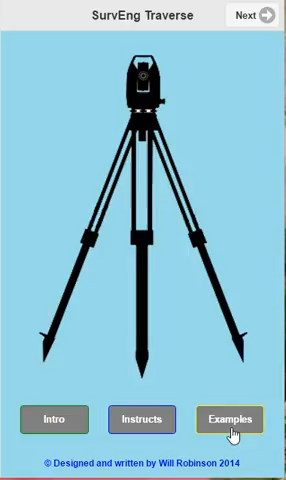 SurvEng Traverse
Next
Intro
Instructs
Examples
© Designed and written by Will Robinson 2014